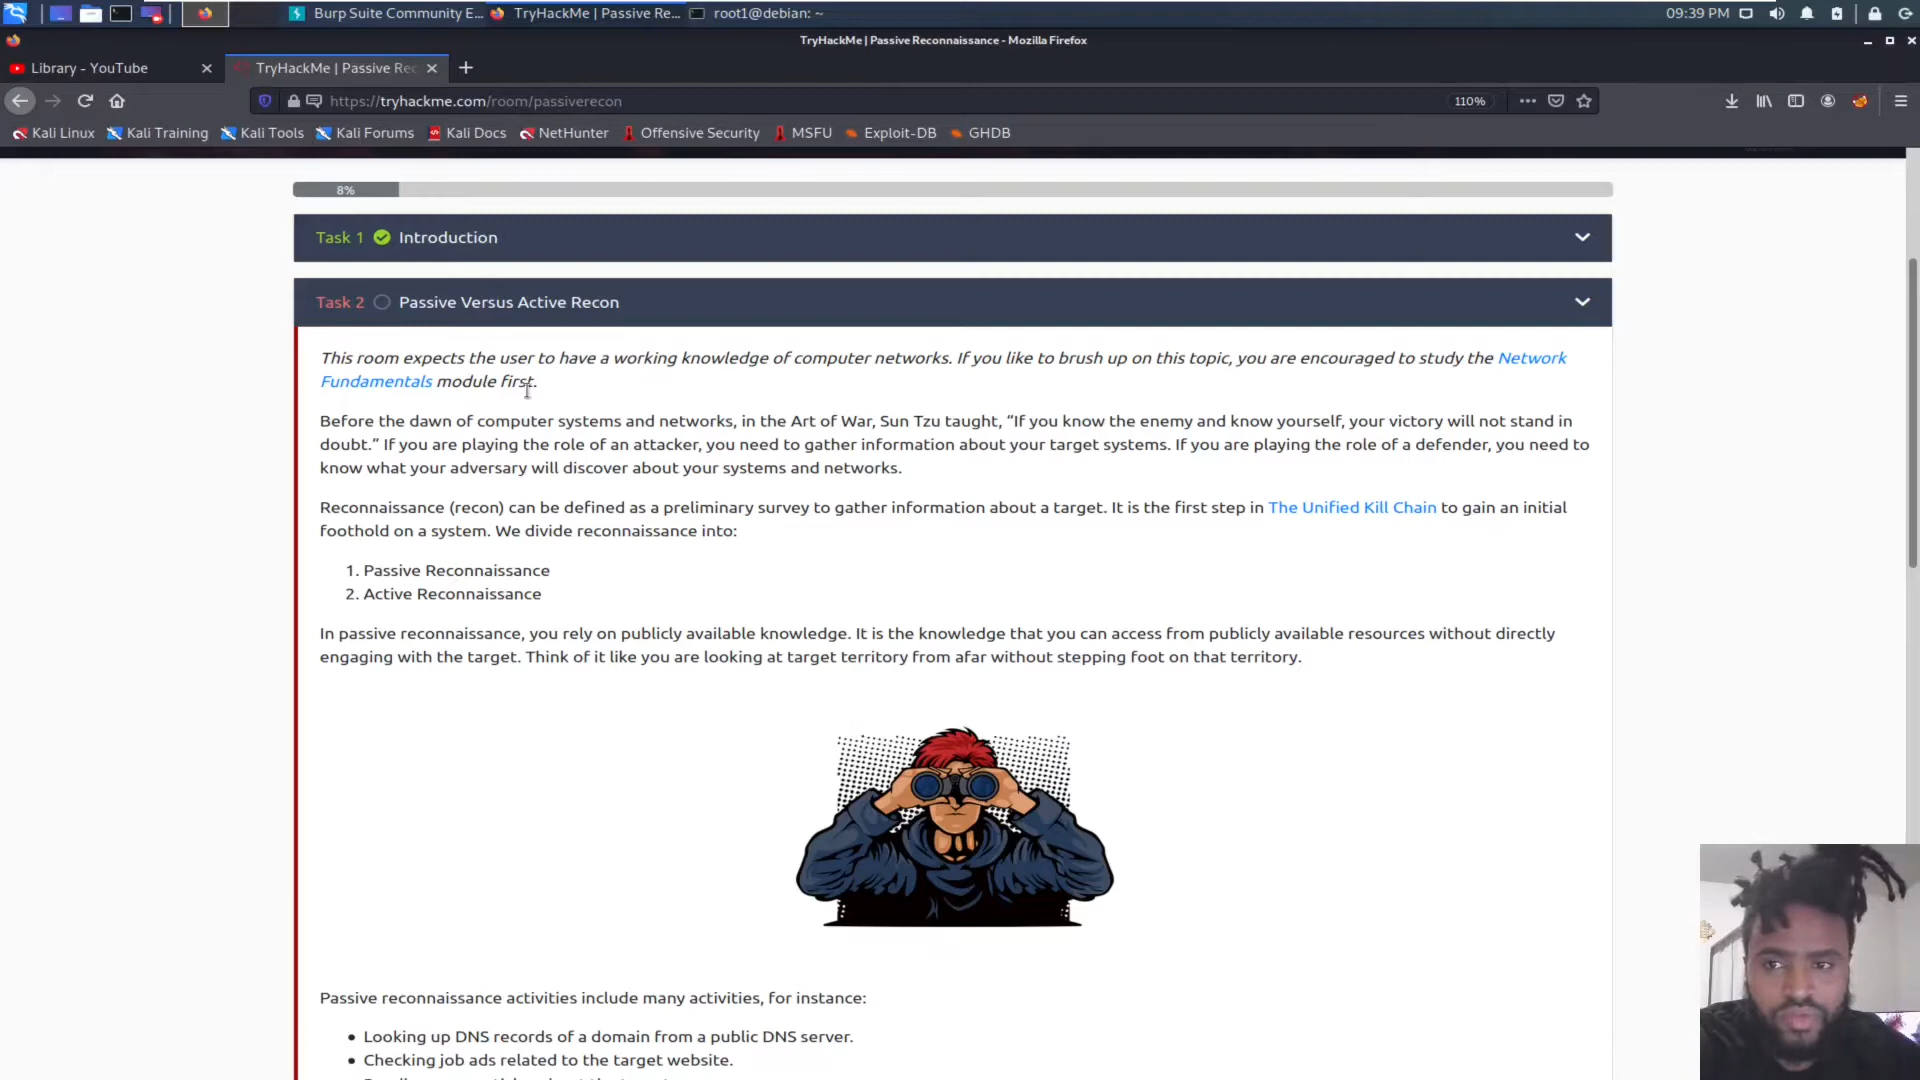 Burp Suite Community E...
TryHackMe | Passive Re...
root1@debian: ~
09:39 PM
TryHackMe | Passive Reconnaissance - Mozilla Firefox
Library - YouTube
TryHackMe | Passive Rec
https://tryhackme.com/room/passiverecon
110%
Kali Linux
Kali Training
Kali Tools
Kali Forums
Kali Docs
NetHunter
Offensive Security
MSFU
Exploit-DB
GHDB
8%
Task 1 Introduction
Task 2 Passive Versus Active Recon
This room expects the user to have a working knowledge of computer networks. If you like to brush up on this topic, you are encouraged to study the Network
Fundamentals module first.
Before the dawn of computer systems and networks, in the Art of War, Sun Tzu taught, “If you know the enemy and know yourself, your victory will not stand in
doubt.” If you are playing the role of an attacker, you need to gather information about your target systems. If you are playing the role of a defender, you need to
know what your adversary will discover about your systems and networks.
Reconnaissance (recon) can be defined as a preliminary survey to gather information about a target. It is the first step in The Unified Kill Chain to gain an initial
foothold on a system. We divide reconnaissance into:
1. Passive Reconnaissance
2. Active Reconnaissance
In passive reconnaissance, you rely on publicly available knowledge. It is the knowledge that you can access from publicly available resources without directly
engaging with the target. Think of it like you are looking at target territory from afar without stepping foot on that territory.
Passive reconnaissance activities include many activities, for instance:
• Looking up DNS records of a domain from a public DNS server.
• Checking job ads related to the target website.